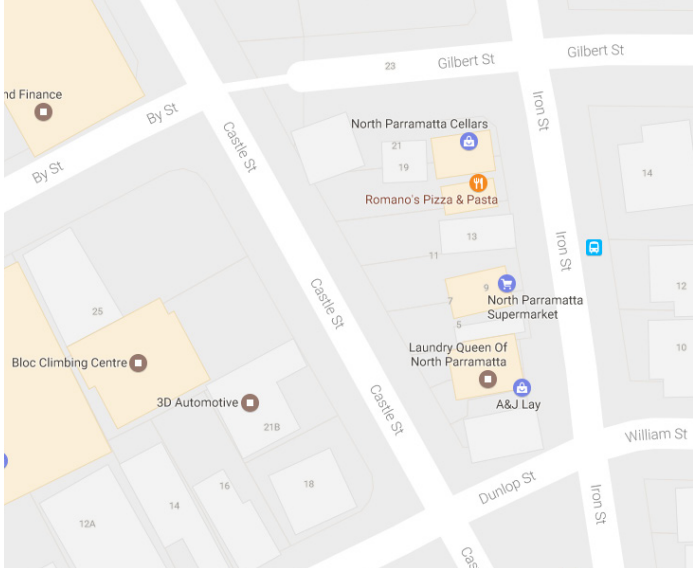 Gilbert St
Gilbert St
23
nd Finance
By St
By St
Iron St
North Parramatta Cellars
Castle St
21
19
14
Romano's Pizza & Pasta
13
Iron St
11
12
Castle St
9
7
North Parramatta
Supermarket
25
5
Laundry Queen Of
North Parramatta
10
Bloc Climbing Centre
3D Automotive
A&J Lay
Castle St
21B
William St
Dunlop St
18
16
14
Iron St
12A
Cas